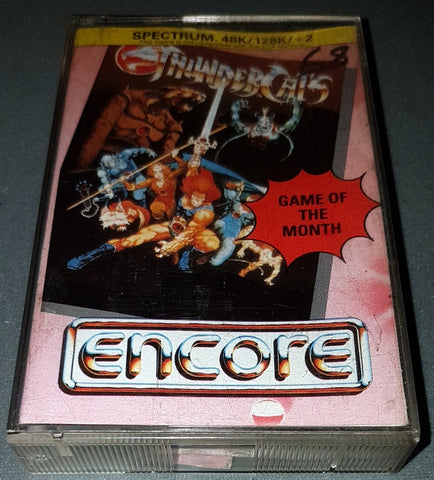 SPECTRUM. 48K/128K/+2
THUNDERCATS
GAME OF
THE
MONTH
encore